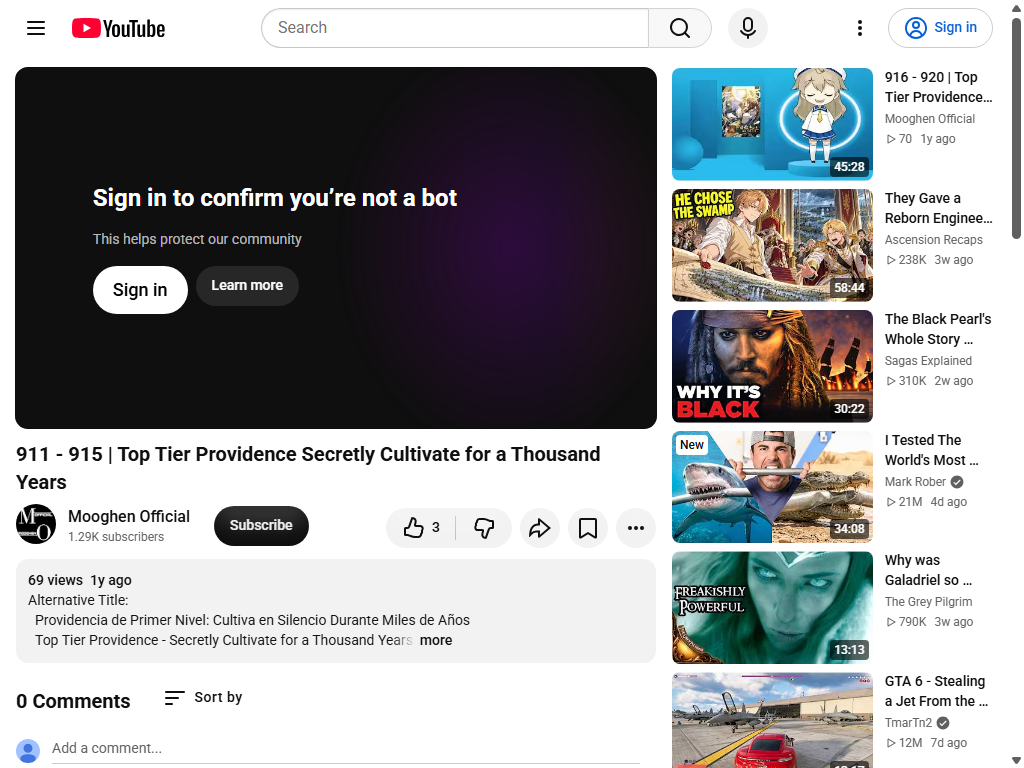 YouTube
Search
Sign in
Sign in to confirm you’re not a bot
This helps protect our community
Sign in
Learn more
911 - 915 | Top Tier Providence Secretly Cultivate for a Thousand
Years
Mooghen Official
1.29K subscribers
Subscribe
3
69 views 1y ago
Alternative Title:
Providencia de Primer Nivel: Cultiva en Silencio Durante Miles de Años
Top Tier Providence - Secretly Cultivate for a Thousand Years
more
0 Comments
Sort by
Add a comment...
45:28
916 - 920 | Top
Tier Providence...
Mooghen Official
70 1y ago
HE CHOSE
THE SWAMP
58:44
They Gave a
Reborn Enginee...
Ascension Recaps
238K 3w ago
WHY IT'S
BLACK
30:22
The Black Pearl's
Whole Story ...
Sagas Explained
310K 2w ago
New
34:08
I Tested The
World's Most ...
Mark Rober
21M 4d ago
FREAKISHLY
POWERFUL
13:13
Why was
Galadriel so ...
The Grey Pilgrim
790K 3w ago
GTA 6 - Stealing
a Jet From the ...
TmarTn2
12M 7d ago